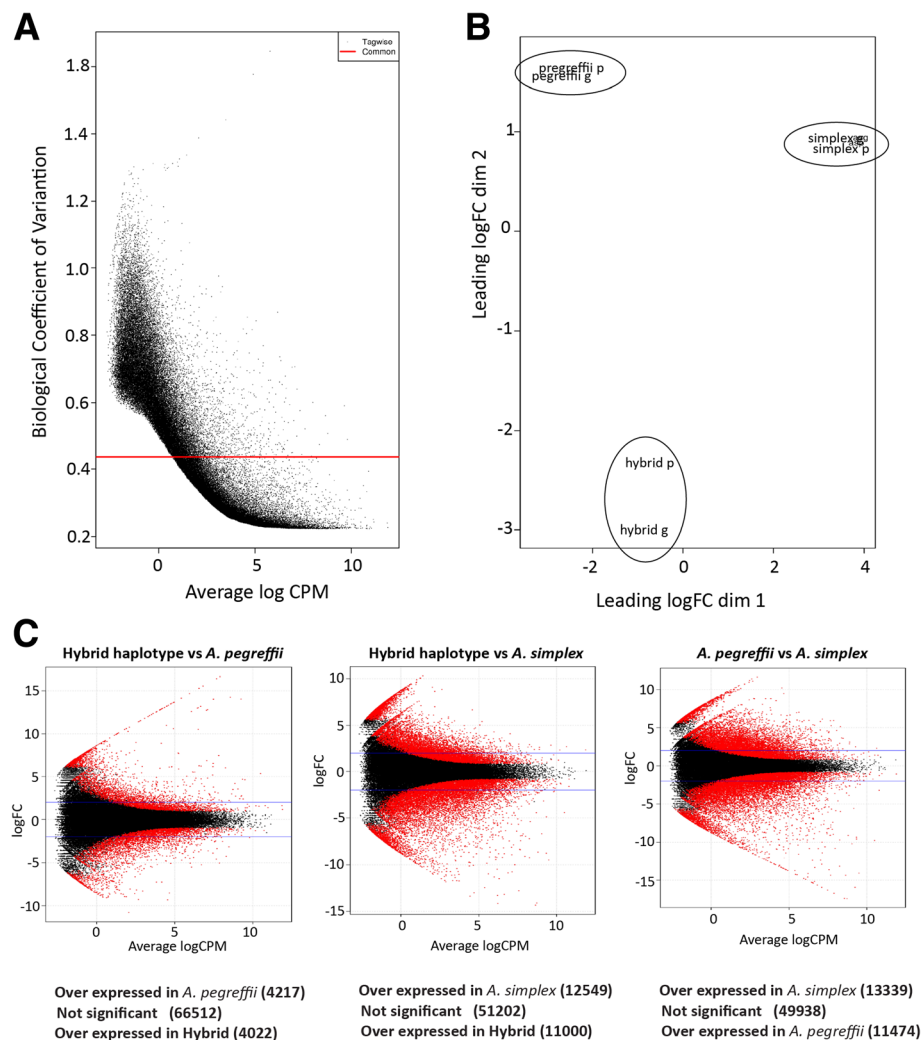 A
Tagwise
Common
1.8
1.4
1.2
1.0
0.8
0.6
0.4
0.2
Biological Coefficient of Variantion
0
5
10
Average log CPM
B
pregreffii p
pegreffii g
simplex g
simplex p
hybrid p
hybrid g
1
0
-1
-2
-3
Leading logFC dim 2
-2
0
2
4
Leading logFC dim 1
C
Hybrid haplotype vs A. pegreffii
15
10
5
0
-5
-10
logFC
0
5
10
Average logCPM
Over expressed in A. pegreffii (4217)
Not significant (66512)
Over expressed in Hybrid (4022)
Hybrid haplotype vs A. simplex
10
5
0
-5
-10
-15
logFC
0
5
10
Average logCPM
Over expressed in A. simplex (12549)
Not significant (51202)
Over expressed in Hybrid (11000)
A. pegreffii vs A. simplex
10
5
0
-5
-10
-15
logFC
0
5
10
Average logCPM
Over expressed in A. simplex (13339)
Not significant (49938)
Over expressed in A. pegreffii (11474)